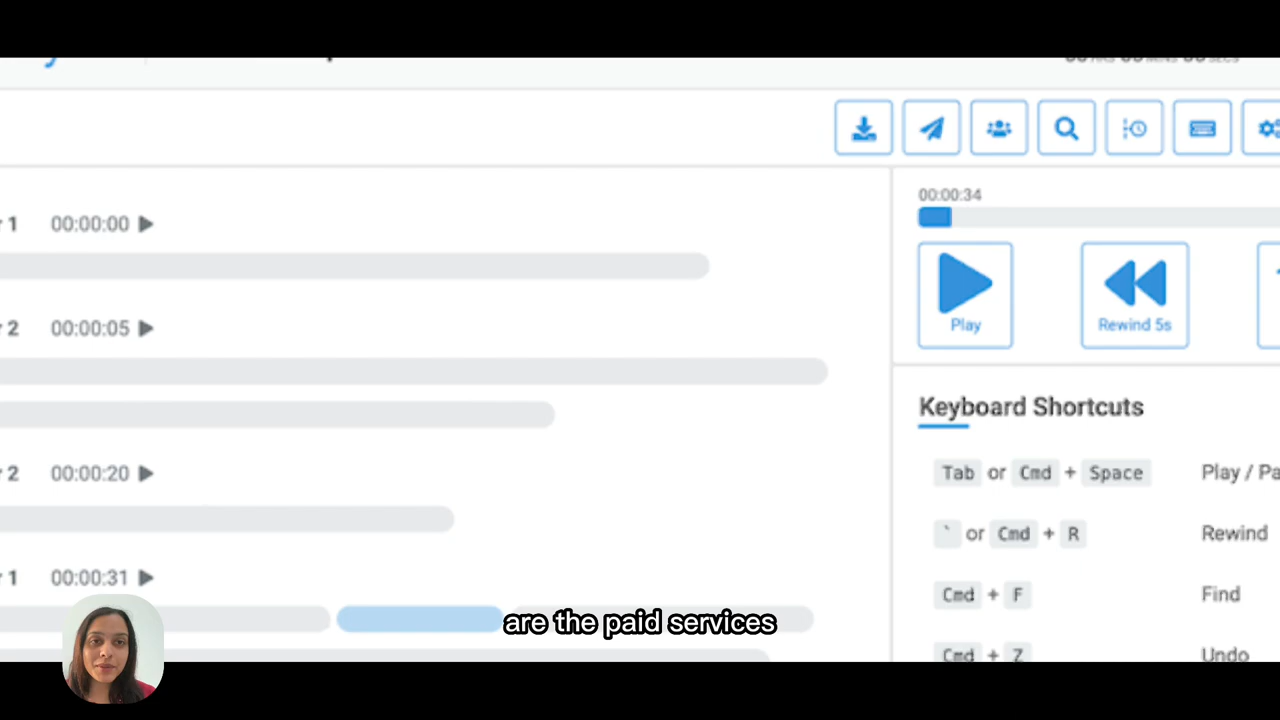 00:00:34
r 1 00:00:00
Play
Rewind 5s
r 2 00:00:05
Keyboard Shortcuts
r 2 00:00:20
Tab or Cmd + Space Play / Pa
` or Cmd + R Rewind
r 1 00:00:31
Cmd + F Find
are the paid services
Cmd + Z Undo